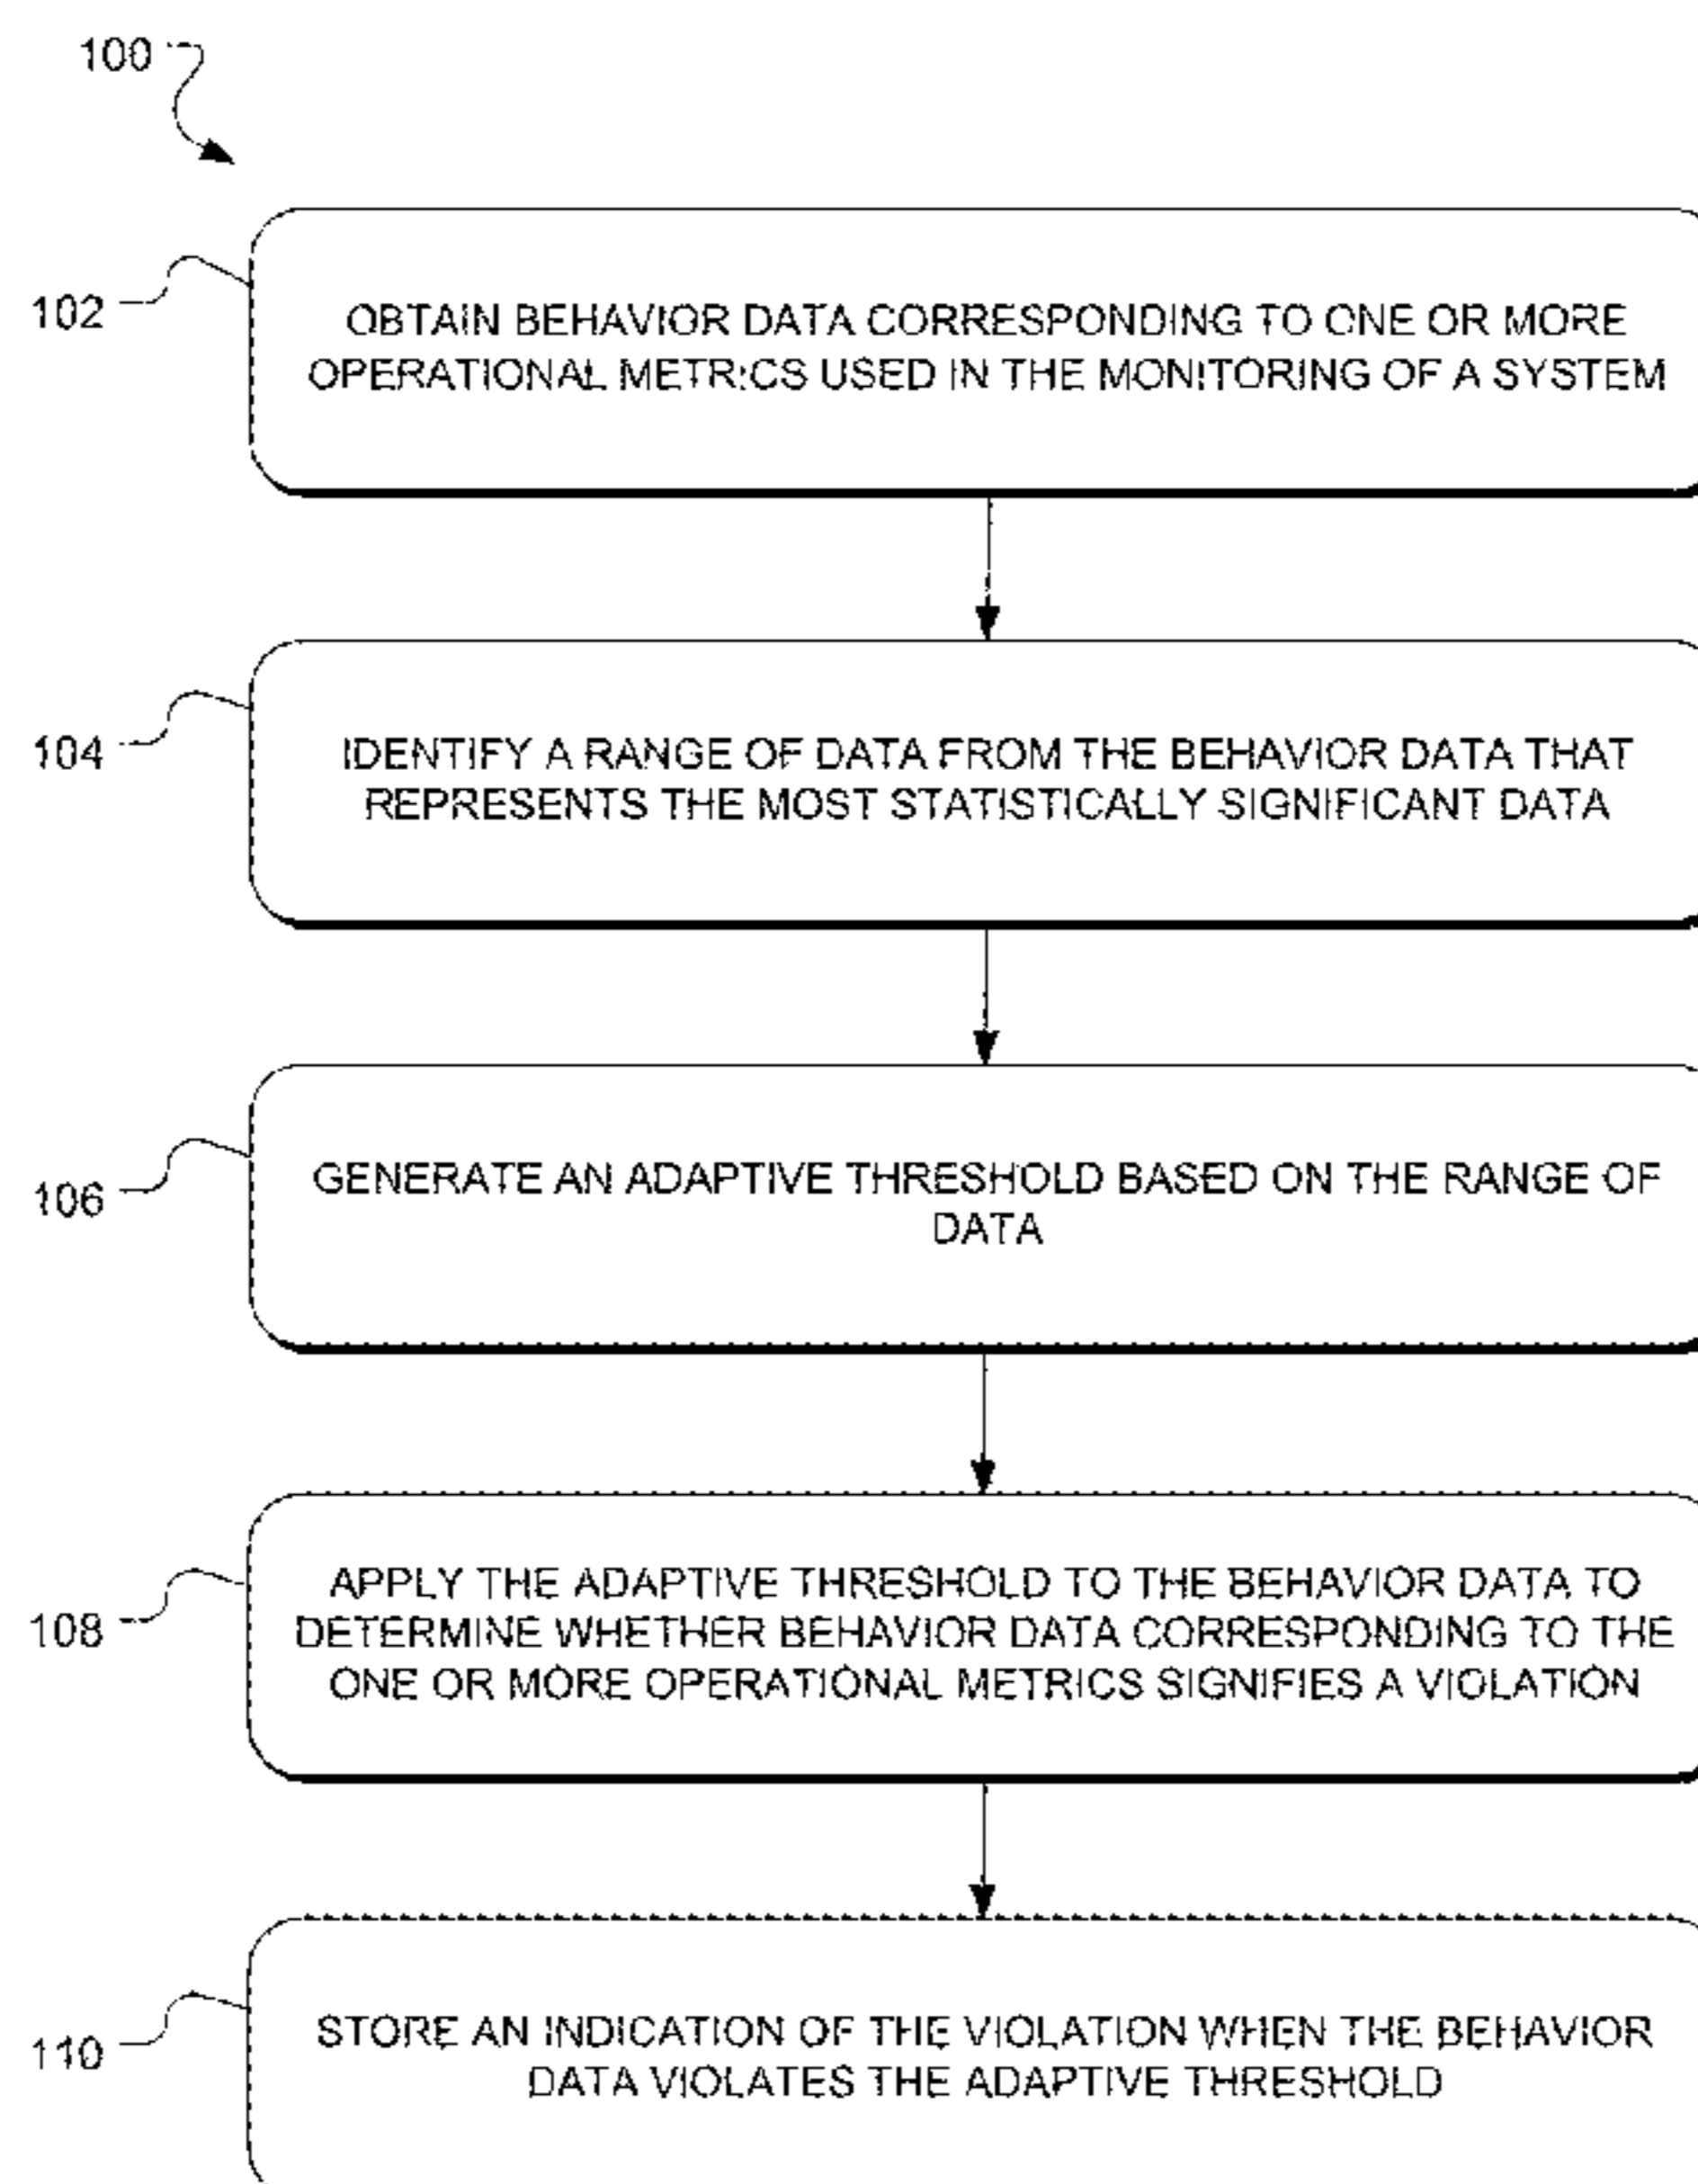 100
102
OBTAIN BEHAVIOR DATA CORRESPONDING TO ONE OR MORE
OPERATIONAL METRICS USED IN THE MONITORING OF A SYSTEM
104
IDENTIFY A RANGE OF DATA FROM THE BEHAVIOR DATA THAT
REPRESENTS THE MOST STATISTICALLY SIGNIFICANT DATA
106
GENERATE AN ADAPTIVE THRESHOLD BASED ON THE RANGE OF
DATA
108
APPLY THE ADAPTIVE THRESHOLD TO THE BEHAVIOR DATA TO
DETERMINE WHETHER BEHAVIOR DATA CORRESPONDING TO THE
ONE OR MORE OPERATIONAL METRICS SIGNIFIES A VIOLATION
110
STORE AN INDICATION OF THE VIOLATION WHEN THE BEHAVIOR
DATA VIOLATES THE ADAPTIVE THRESHOLD